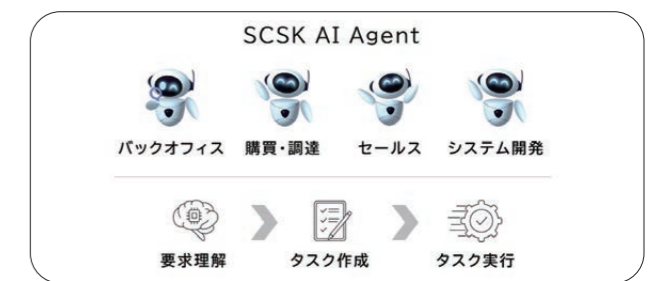 SCSK AI Agent
バックオフィス 購買・調達 セールス システム開発
要求理解 タスク作成 タスク実行